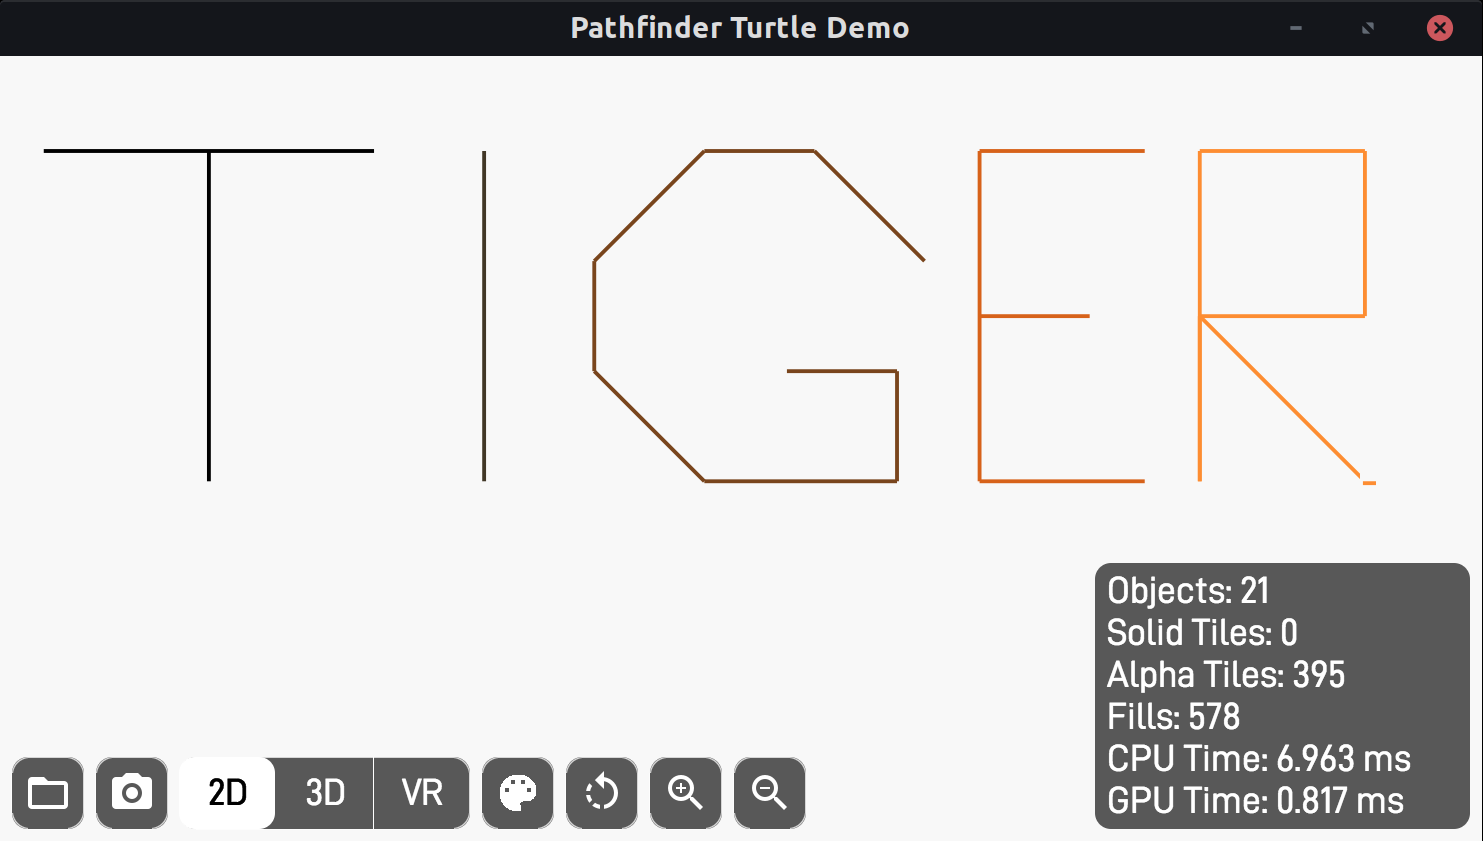 Pathfinder Turtle Demo
TIGER
Objects: 21
Solid Tiles: 0
Alpha Tiles: 395
Fills: 578
CPU Time: 6.963 ms
GPU Time: 0.817 ms
2D 3D VR